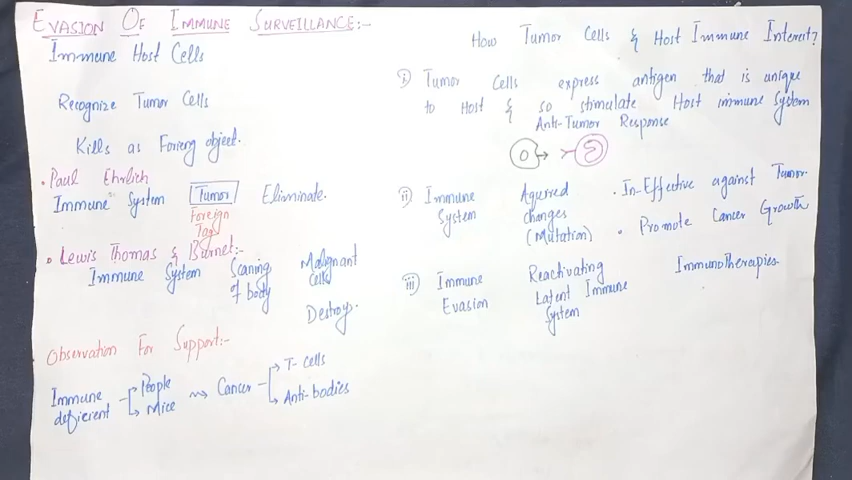 EVASION OF IMMUNE SURVEILLANCE:-
Immune Host Cells
Recognize Tumor Cells
Kills as Forieng object.
• Paul Ehrlich
Immune System Tumor Eliminate.
Foreign
Tag
• Lewis Thomas & Burnet:-
Immune System Scaning Malignant
of body Cells
Destroy.
Observation For Support:-
Immune deficient People Mice Cancer T-cells Anti-bodies
How Tumor Cells & Host Immune Interect?
i) Tumor Cells express antigen that is unique
to Host & so stimulate Host immune System
Anti-Tumor Response
ii) Immune Aqurred • In-Effective against Tumor.
System changes • Promote Cancer Growth
(Mutation)
iii) Immune Reactivating ImmunoTherapies.
Evasion Latent Immune
System